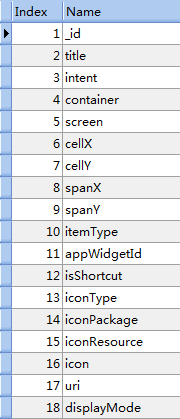 Index Name
1 _id
2 title
3 intent
4 container
5 screen
6 cellX
7 cellY
8 spanX
9 spanY
10 itemType
11 appWidgetId
12 isShortcut
13 iconType
14 iconPackage
15 iconResource
16 icon
17 uri
18 displayMode